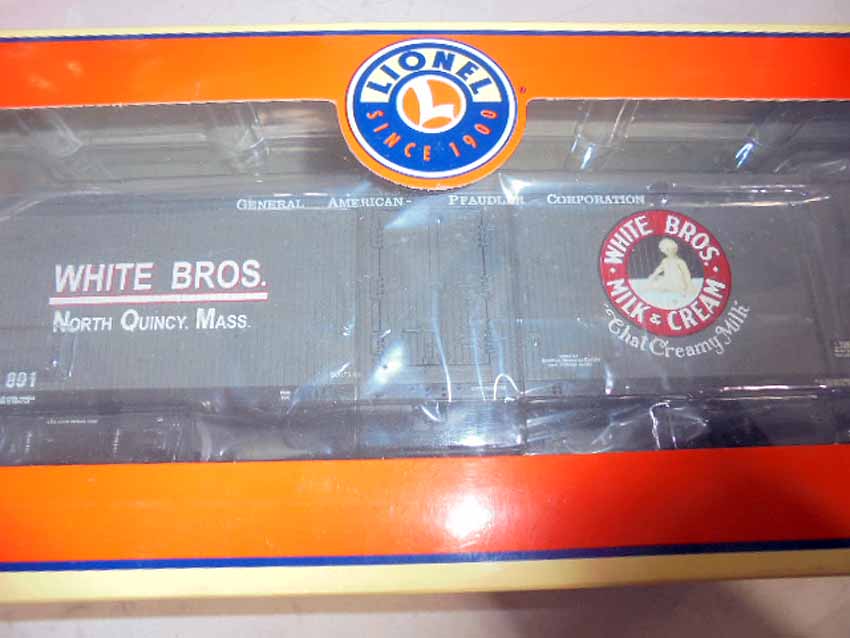 LIONEL
L
SINCE 1900
GENERAL AMERICAN-PFAUDLER CORPORATION
WHITE BROS.
NORTH QUINCY. MASS.
891
WHITE BROS.
MILK & CREAM
That Creamy Milk